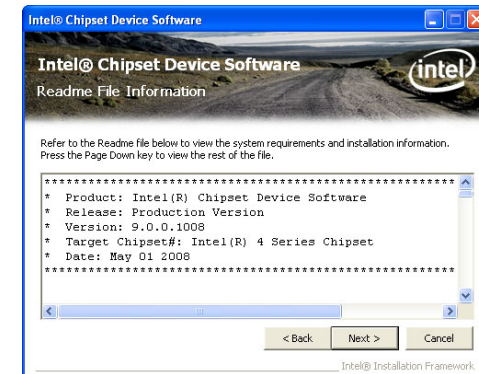 Intel® Chipset Device Software
Intel® Chipset Device Software
intel
Readme File Information
Refer to the Readme file below to view the system requirements and installation information.
Press the Page Down key to view the rest of the file.
*********************************************************
*  Product: Intel(R) Chipset Device Software
*  Release: Production Version
*  Version: 9.0.0.1008
*  Target Chipset#: Intel(R) 4 Series Chipset
*  Date: May 01 2008
*********************************************************
< Back
Next >
Cancel
Intel® Installation Framework